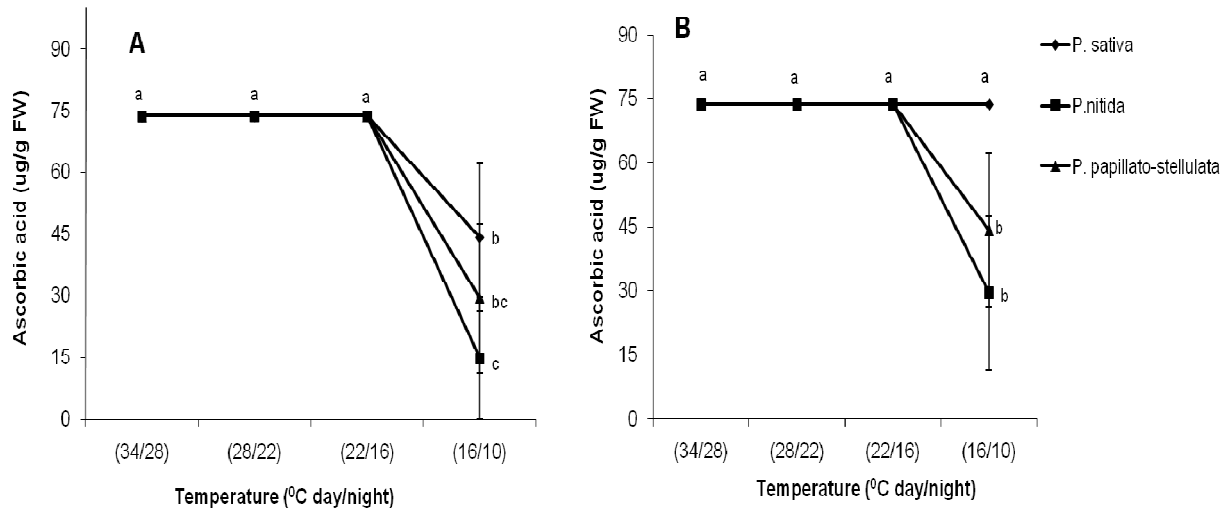 A
Ascorbic acid (ug/g FW)
90
75
60
45
30
15
0
a a a
b
bc
c
(34/28) (28/22) (22/16) (16/10)
Temperature (⁰C day/night)
B
Ascorbic acid (ug/g FW)
90
75
60
45
30
15
0
a a a a
b
b
(34/28) (28/22) (22/16) (16/10)
Temperature (⁰C day/night)
P. sativa
P.nitida
P. papillato-stellulata